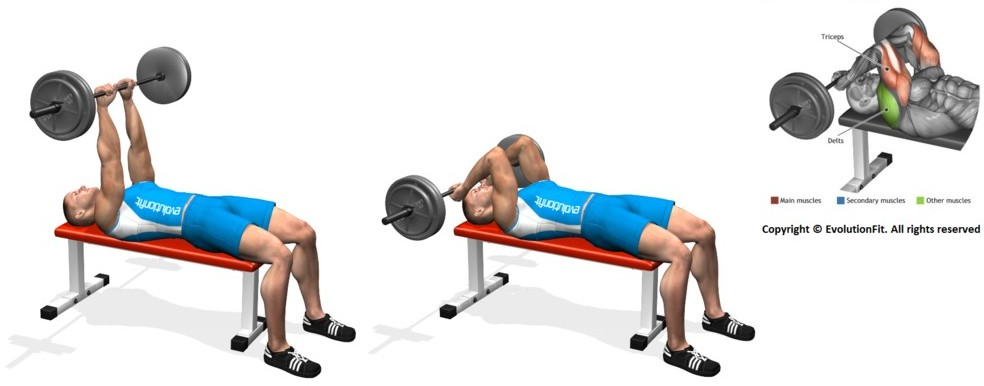 evolutionfit
evolutionfit
Triceps
Delts
Main muscles
Secondary muscles
Other muscles
Copyright © EvolutionFit. All rights reserved